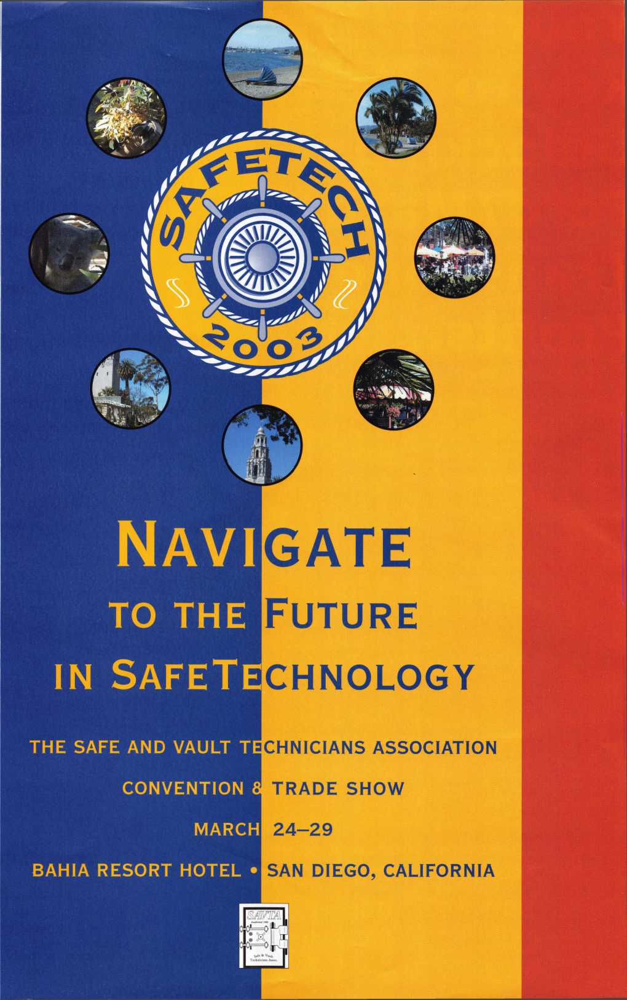 SAFETECH
2003
NAVIGATE
TO THE FUTURE
IN SAFETECHNOLOGY
THE SAFE AND VAULT TECHNICIANS ASSOCIATION
CONVENTION & TRADE SHOW
MARCH 24–29
BAHIA RESORT HOTEL • SAN DIEGO, CALIFORNIA
SAVTA
Safe & Vault
Technicians Assoc.